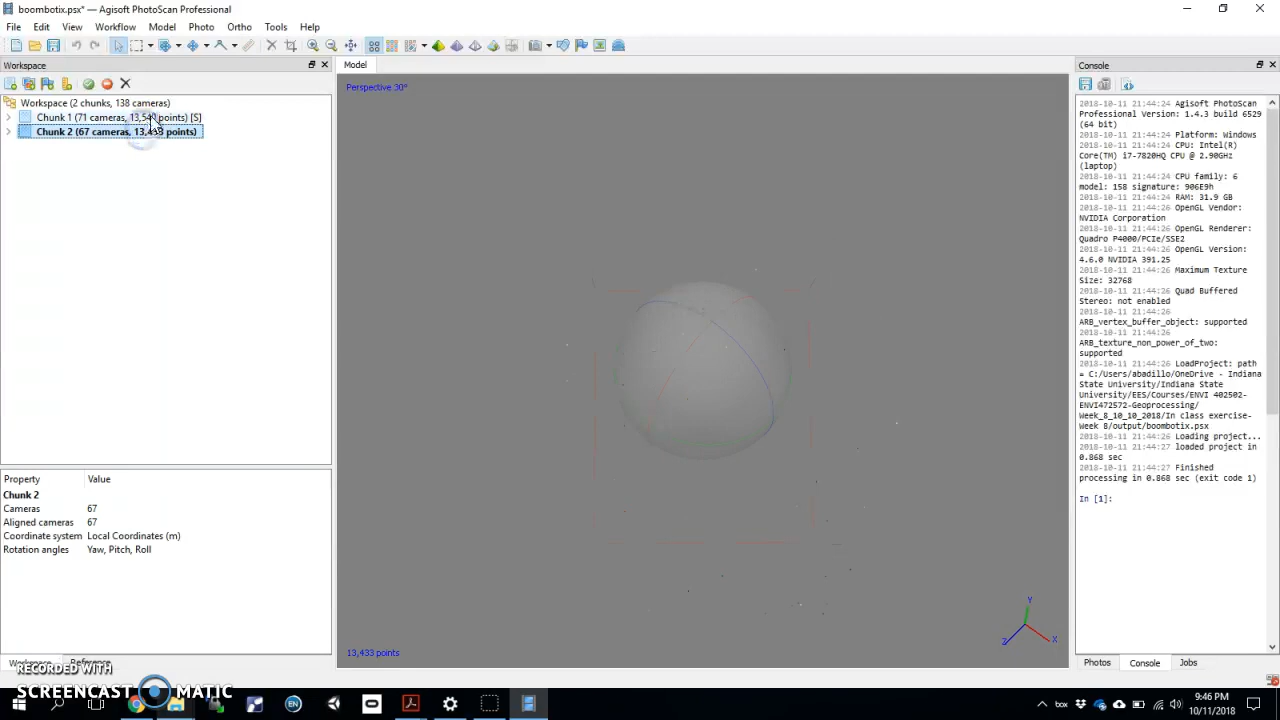 boombotix.psx* — Agisoft PhotoScan Professional
File Edit View Workflow Model Photo Ortho Tools Help
Workspace
Model
Console
Workspace (2 chunks, 138 cameras)
Chunk 1 (71 cameras, points) [S]
Chunk 2 (67 cameras, points)
Property Value
Chunk 2
Cameras 67
Aligned cameras 67
Coordinate system Local Coordinates (m)
Rotation angles Yaw, Pitch, Roll
Perspective 30°
13,433 points
Y
X
Z
2018-10-11 21:44:24 Agisoft PhotoScan
Professional Version: 1.4.3 build 6529
(64 bit)
2018-10-11 21:44:24 Platform: Windows
2018-10-11 21:44:24 CPU: Intel(R)
Core(TM) i7-7820HQ CPU @ 2.90GHz
(laptop)
2018-10-11 21:44:24 CPU family: 6
model: 158 signature: 906E9h
2018-10-11 21:44:24 RAM: 31.9 GB
2018-10-11 21:44:26 OpenGL Vendor:
NVIDIA Corporation
2018-10-11 21:44:26 OpenGL Renderer:
Quadro P4000/PCIe/SSE2
2018-10-11 21:44:26 OpenGL Version:
4.6.0 NVIDIA 391.25
2018-10-11 21:44:26 Maximum Texture
Size: 32768
2018-10-11 21:44:26 Quad Buffered
Stereo: not enabled
2018-10-11 21:44:26
ARB_vertex_buffer_object: supported
2018-10-11 21:44:26
ARB_texture_non_power_of_two:
supported
2018-10-11 21:44:26 LoadProject: path
= C:/Users/abadillo/OneDrive - Indiana
State University/Indiana State
University/EES/Courses/ENVI 402502-
ENVI472572-Geoprocessing/
Week_8_10_10_2018/In class exercise-
Week 8/output/boombotix.psx
2018-10-11 21:44:26 Loading project...
2018-10-11 21:44:27 loaded project in
0.868 sec
2018-10-11 21:44:27 Finished
processing in 0.868 sec (exit code 1)
In [1]:
Photos Console Jobs
RECORDED WITH
SCREENCAST MATIC
EN
box
9:46 PM
10/11/2018